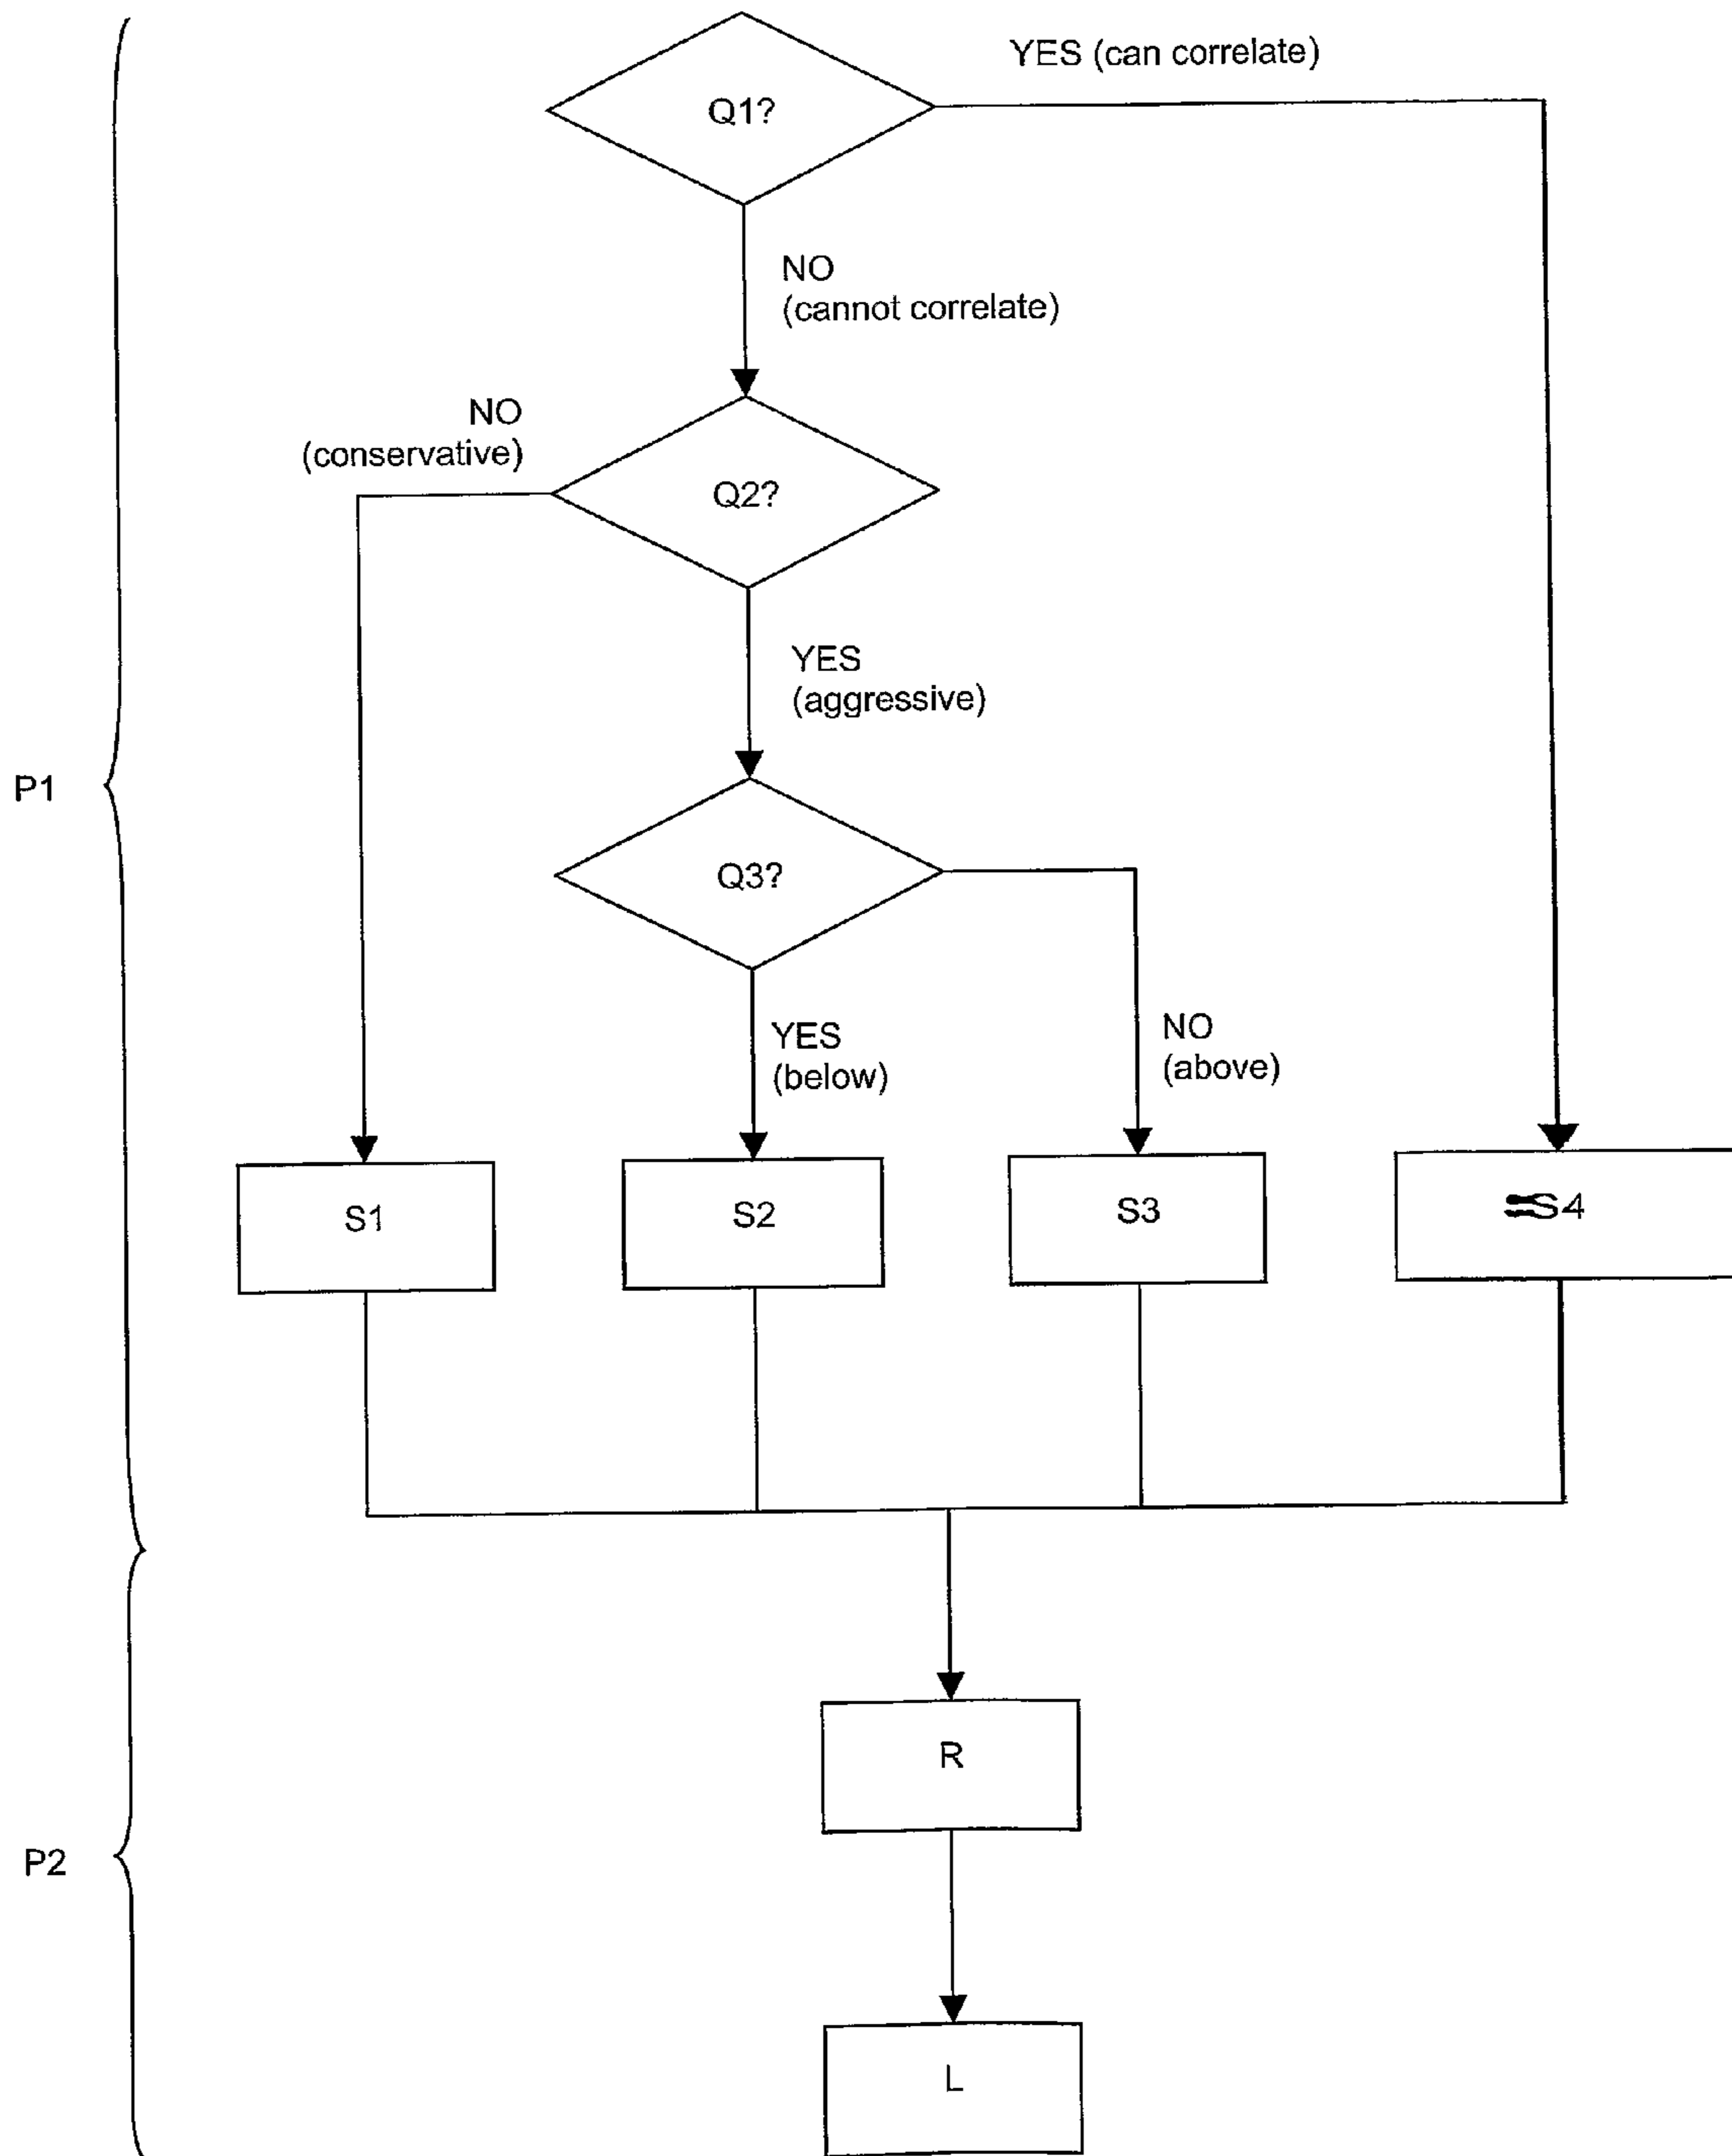 YES (can correlate)
Q1?
NO
(cannot correlate)
NO
(conservative)
Q2?
YES
(aggressive)
P1
Q3?
YES
(below)
NO
(above)
S1
S2
S3
S4
R
P2
L